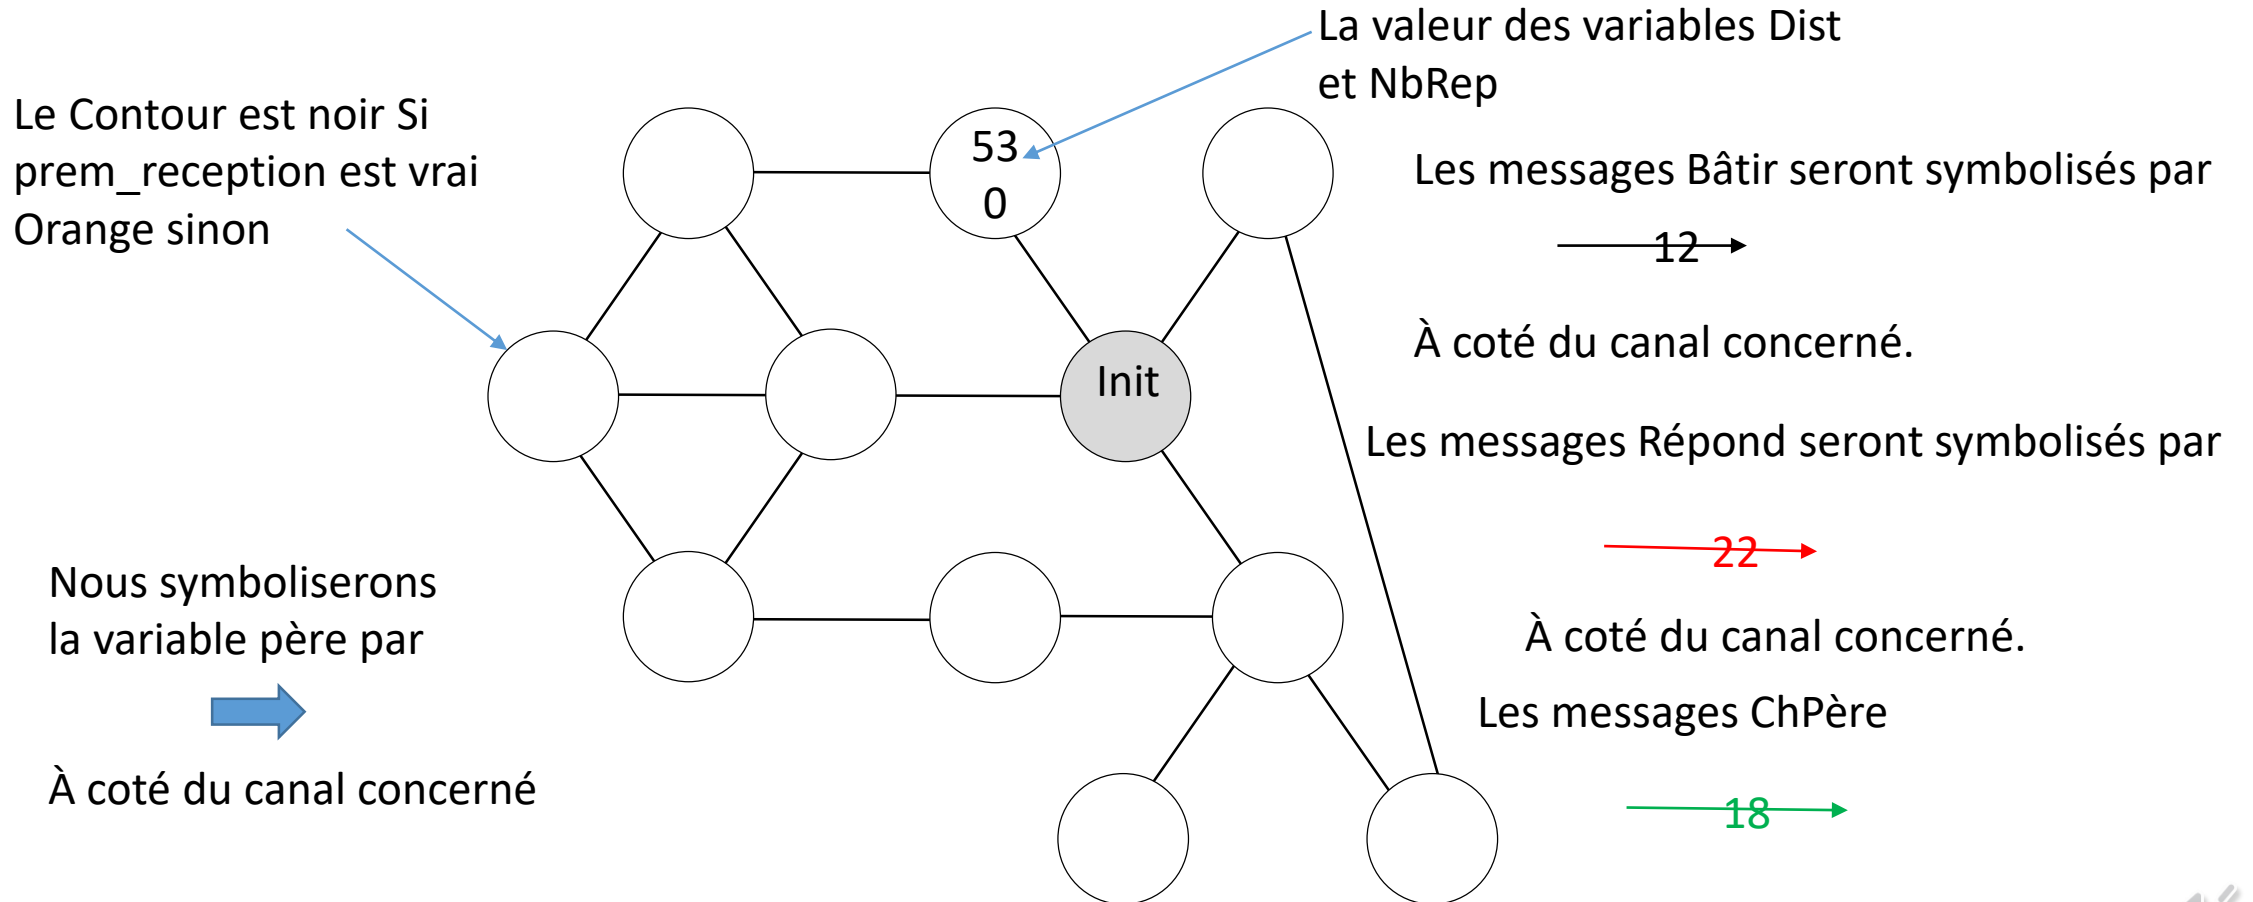 La valeur des variables Dist
et NbRep
Le Contour est noir Si
prem_reception est vrai
Orange sinon
53
0
Les messages Bâtir seront symbolisés par
12
À coté du canal concerné.
Init
Les messages Répond seront symbolisés par
22
À coté du canal concerné.
Nous symboliserons
la variable père par
À coté du canal concerné
Les messages ChPère
18